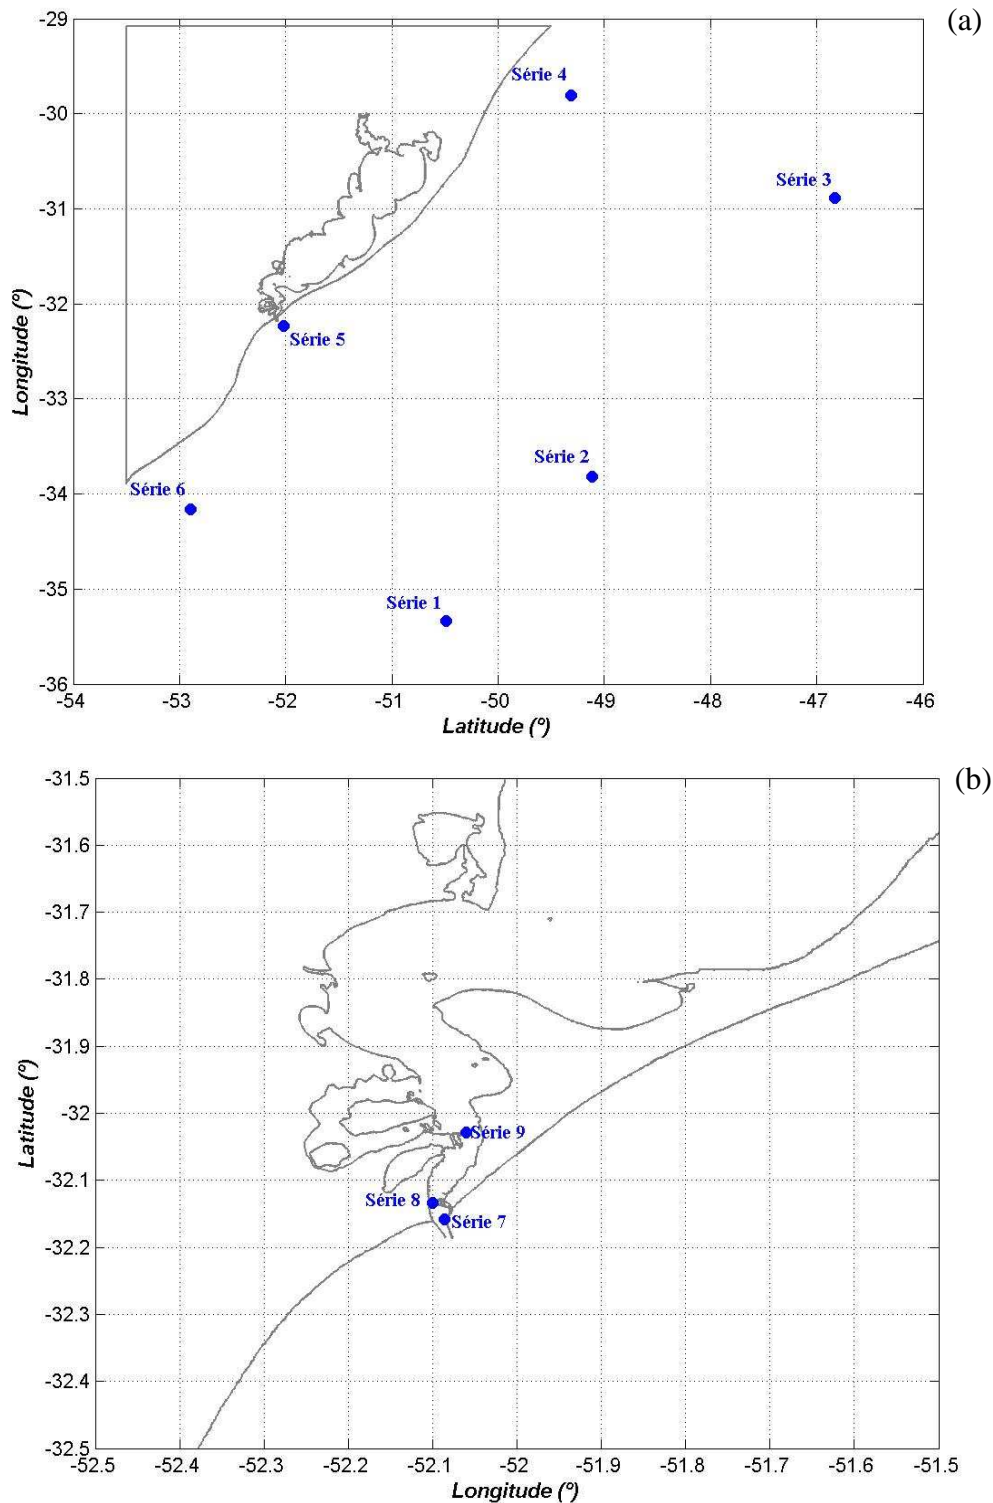 (a)
-29
Série 4
-30
Série 3
-31
-32
Série 5
-33
Série 2
Série 6
-34
-35
Série 1
-36
-54 -53 -52 -51 -50 -49 -48 -47 -46
Longitude (º)
Latitude (º)
(b)
-31.5
-31.6
-31.7
-31.8
-31.9
-32
Série 9
-32.1
Série 8
Série 7
-32.2
-32.3
-32.4
-32.5
-52.5 -52.4 -52.3 -52.2 -52.1 -52 -51.9 -51.8 -51.7 -51.6 -51.5
Latitude (º)
Longitude (º)